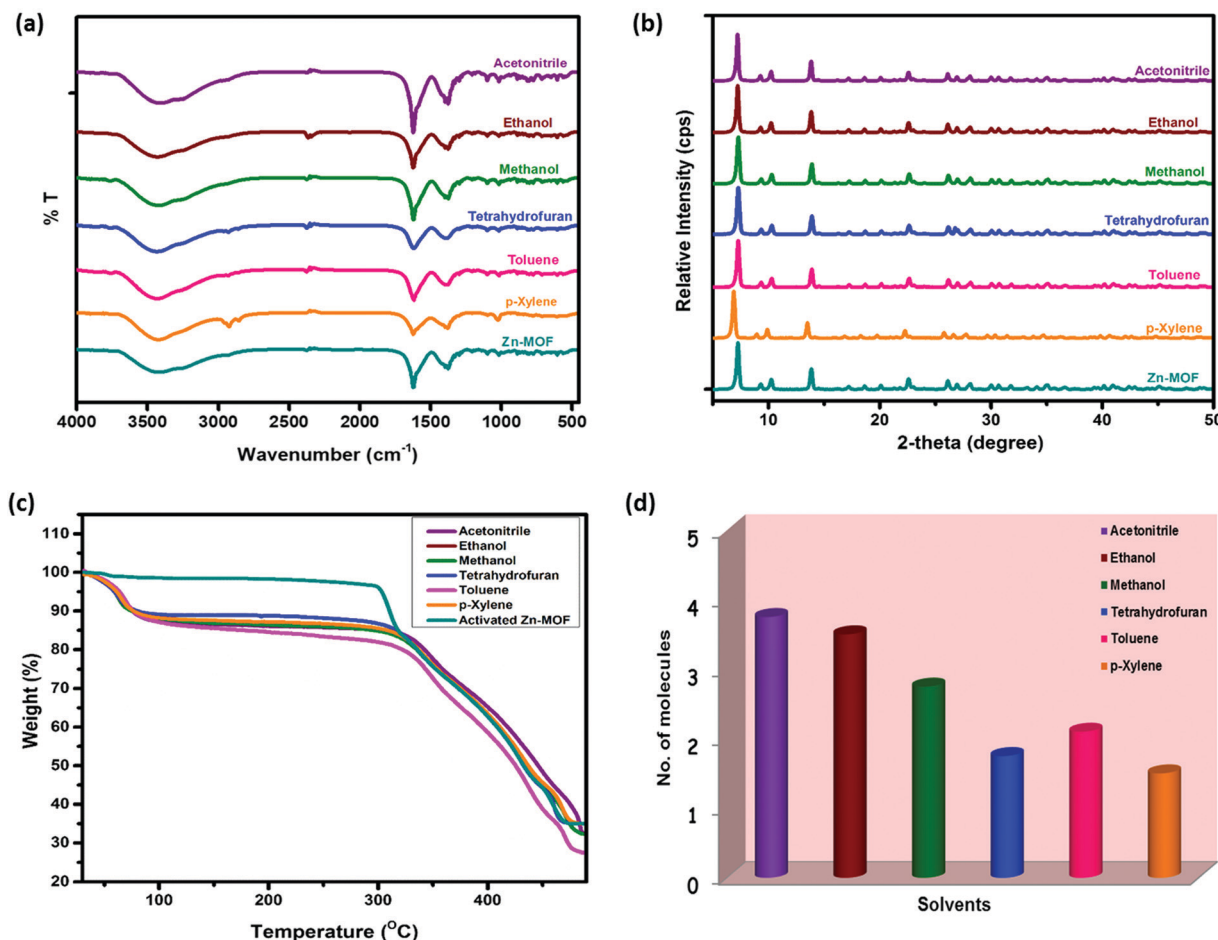 (a)
Acetonitrile
Ethanol
Methanol
Tetrahydrofuran
Toluene
p-Xylene
Zn-MOF
% T
4000 3500 3000 2500 2000 1500 1000 500
Wavenumber (cm-1)
(b)
Acetonitrile
Ethanol
Methanol
Tetrahydrofuran
Toluene
p-Xylene
Zn-MOF
Relative Intensity (cps)
10 20 30 40 50
2-theta (degree)
(c)
Acetonitrile
Ethanol
Methanol
Tetrahydrofuran
Toluene
p-Xylene
Activated Zn-MOF
110
100
90
80
70
60
50
40
30
20
Weight (%)
100 200 300 400
Temperature (OC)
(d)
Acetonitrile
Ethanol
Methanol
Tetrahydrofuran
Toluene
p-Xylene
5
4
3
2
1
0
No. of molecules
Solvents